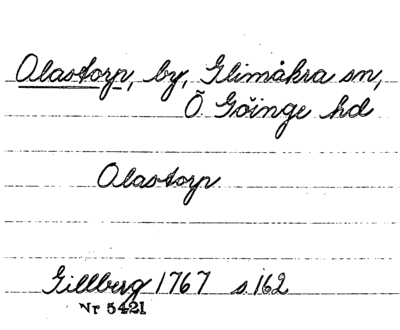 Olastorp, by, Glimåkra sn,
Ö Göinge hd
Olastorp
Gillberg 1767 s 162
Nr 5421